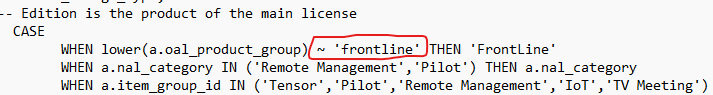 -- Edition is the product of the main license
CASE
WHEN lower(a.oal_product_group) ~ 'frontline' THEN 'FrontLine'
WHEN a.nal_category IN ('Remote Management','Pilot') THEN a.nal_category
WHEN a.item_group_id IN ('Tensor','Pilot','Remote Management','IoT','TV Meeting')